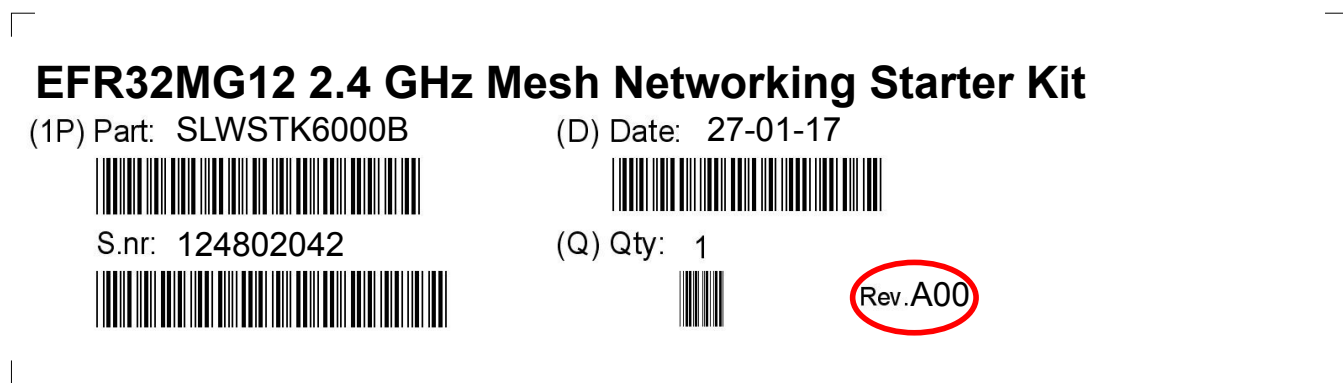 EFR32MG12 2.4 GHz Mesh Networking Starter Kit
(1P) Part: SLWSTK6000B (D) Date: 27-01-17
S.nr: 124802042 (Q) Qty: 1
Rev.A00